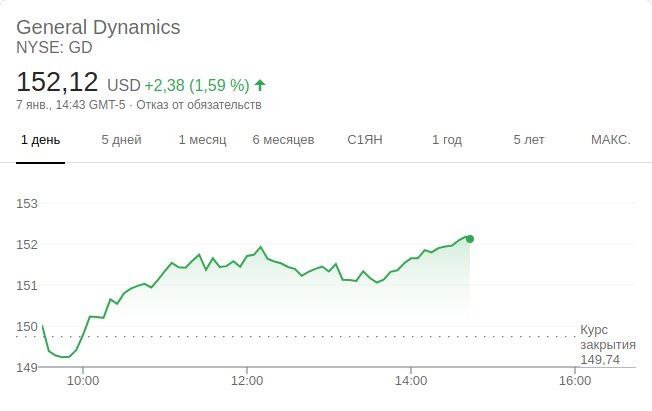 General Dynamics
NYSE: GD
152,12 USD +2,38 (1,59 %)
7 янв., 14:43 GMT-5 · Отказ от обязательств
1 день 5 дней 1 месяц 6 месяцев С1ЯН 1 год 5 лет МАКС.
153
152
151
150
149
Курс
закрытия
149,74
10:00 12:00 14:00 16:00